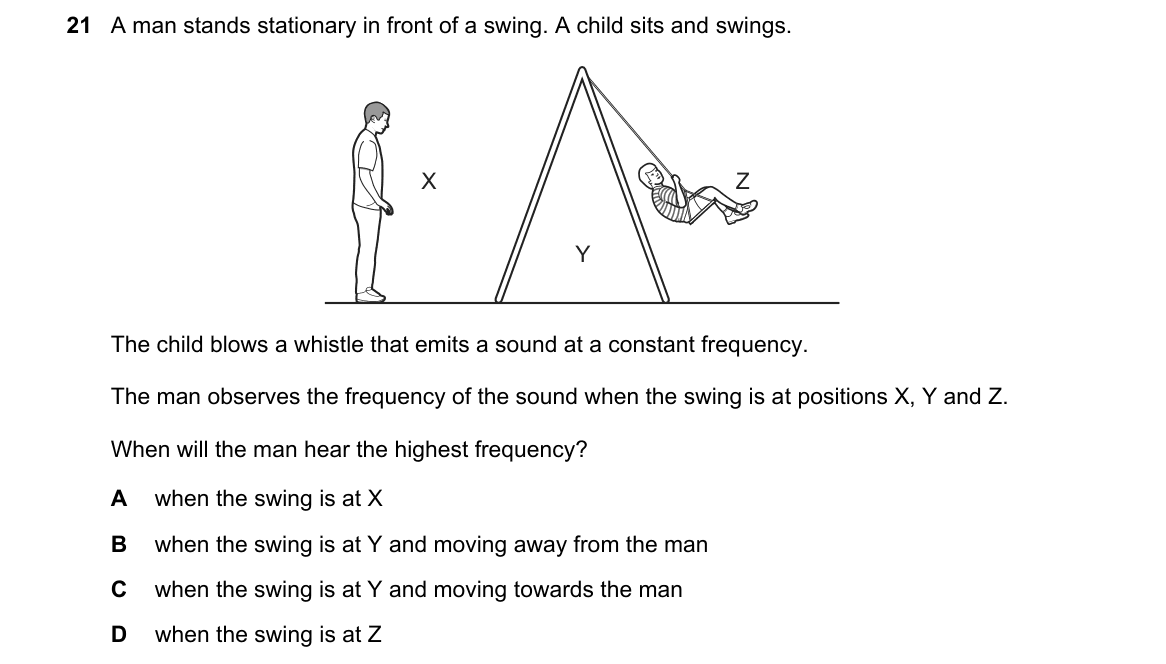 21 A man stands stationary in front of a swing. A child sits and swings.
X
Z
Y
The child blows a whistle that emits a sound at a constant frequency.
The man observes the frequency of the sound when the swing is at positions X, Y and Z.
When will the man hear the highest frequency?
A when the swing is at X
B when the swing is at Y and moving away from the man
C when the swing is at Y and moving towards the man
D when the swing is at Z